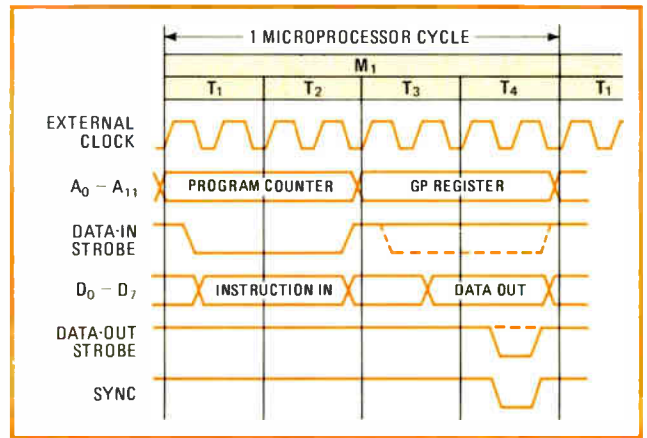 1 MICROPROCESSOR CYCLE
M₁
T₁ T₂ T₃ T₄ T₁
EXTERNAL
CLOCK
A₀ – A₁₁ PROGRAM COUNTER GP REGISTER
DATA-IN
STROBE
D₀ – D₇ INSTRUCTION IN DATA OUT
DATA-OUT
STROBE
SYNC